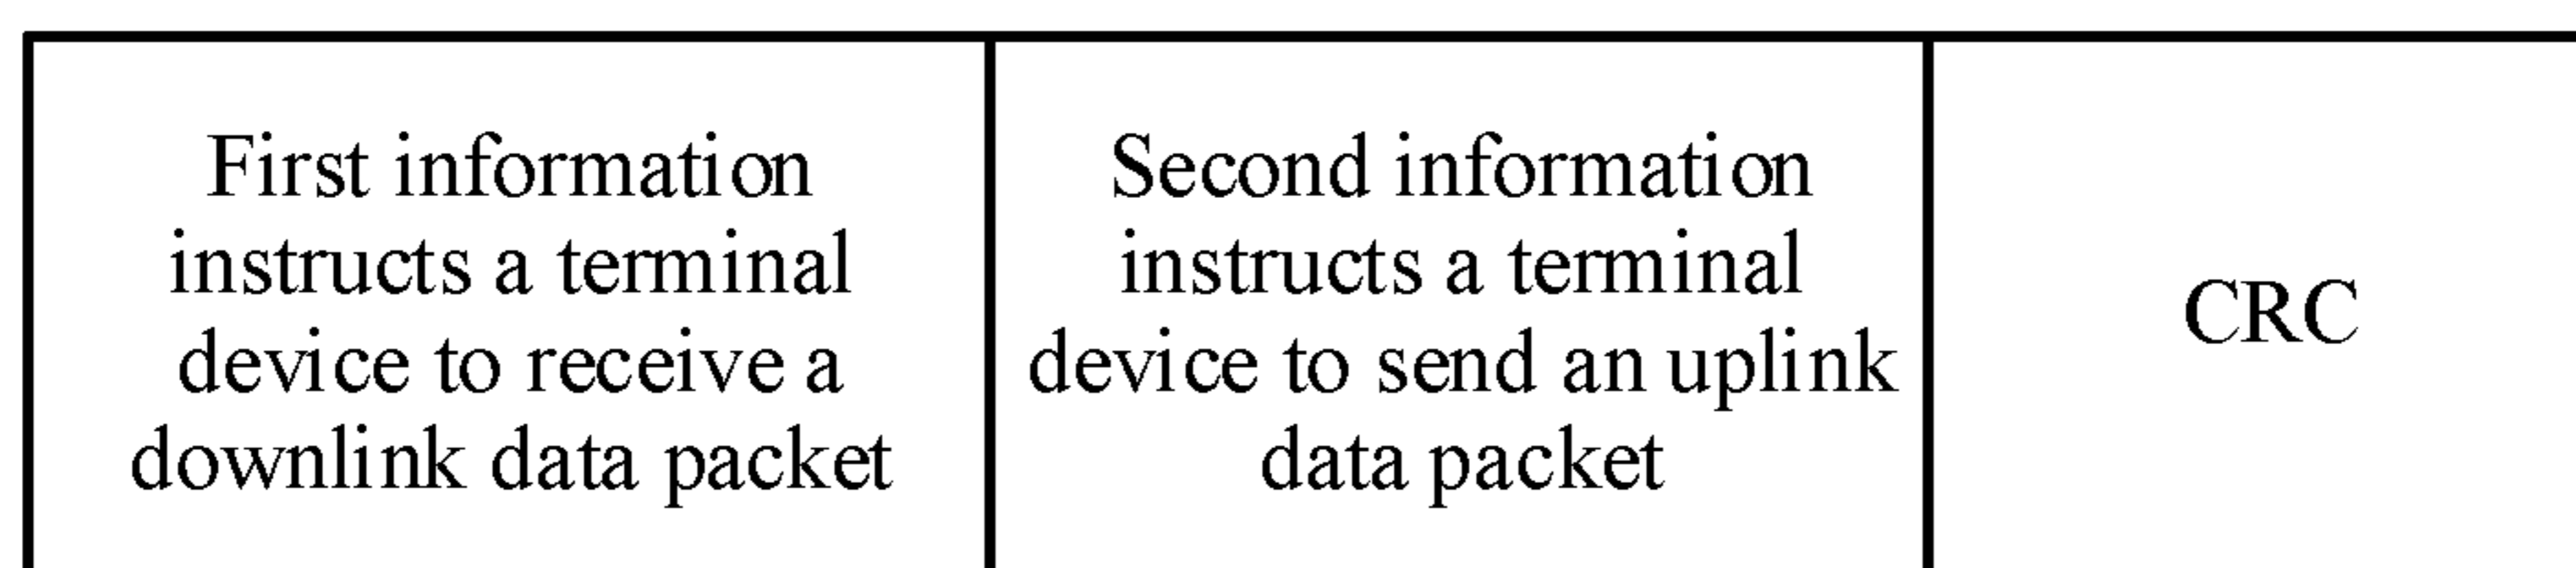 First information
instructs a terminal
device to receive a
downlink data packet
Second information
instructs a terminal
device to send an uplink
data packet
CRC